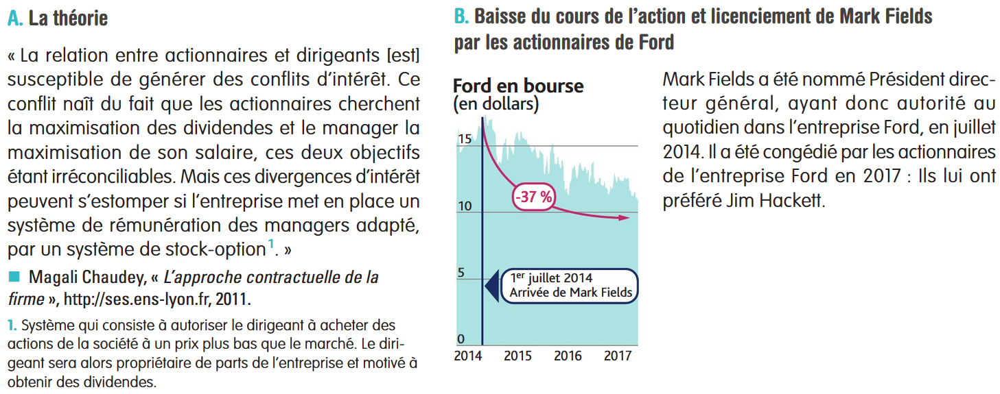 A. La théorie
« La relation entre actionnaires et dirigeants [est]
susceptible de générer des conflits d’intérêt. Ce
conflit naît du fait que les actionnaires cherchent
la maximisation des dividendes et le manager la
maximisation de son salaire, ces deux objectifs
étant irréconciliables. Mais ces divergences d’intérêt
peuvent s’estomper si l’entreprise met en place un
système de rémunération des managers adapté,
par un système de stock-option1. »
Magali Chaudey, « L’approche contractuelle de la
firme », http://ses.ens-lyon.fr, 2011.
1. Système qui consiste à autoriser le dirigeant à acheter des
actions de la société à un prix plus bas que le marché. Le diri-
geant sera alors propriétaire de parts de l’entreprise et motivé à
obtenir des dividendes.
B. Baisse du cours de l’action et licenciement de Mark Fields
par les actionnaires de Ford
Ford en bourse
(en dollars)
15
-37 %
10
5
1er juillet 2014
Arrivée de Mark Fields
0
2014 2015 2016 2017
Mark Fields a été nommé Président direc-
teur général, ayant donc autorité au
quotidien dans l’entreprise Ford, en juillet
2014. Il a été congédié par les actionnaires
de l’entreprise Ford en 2017 : Ils lui ont
préféré Jim Hackett.